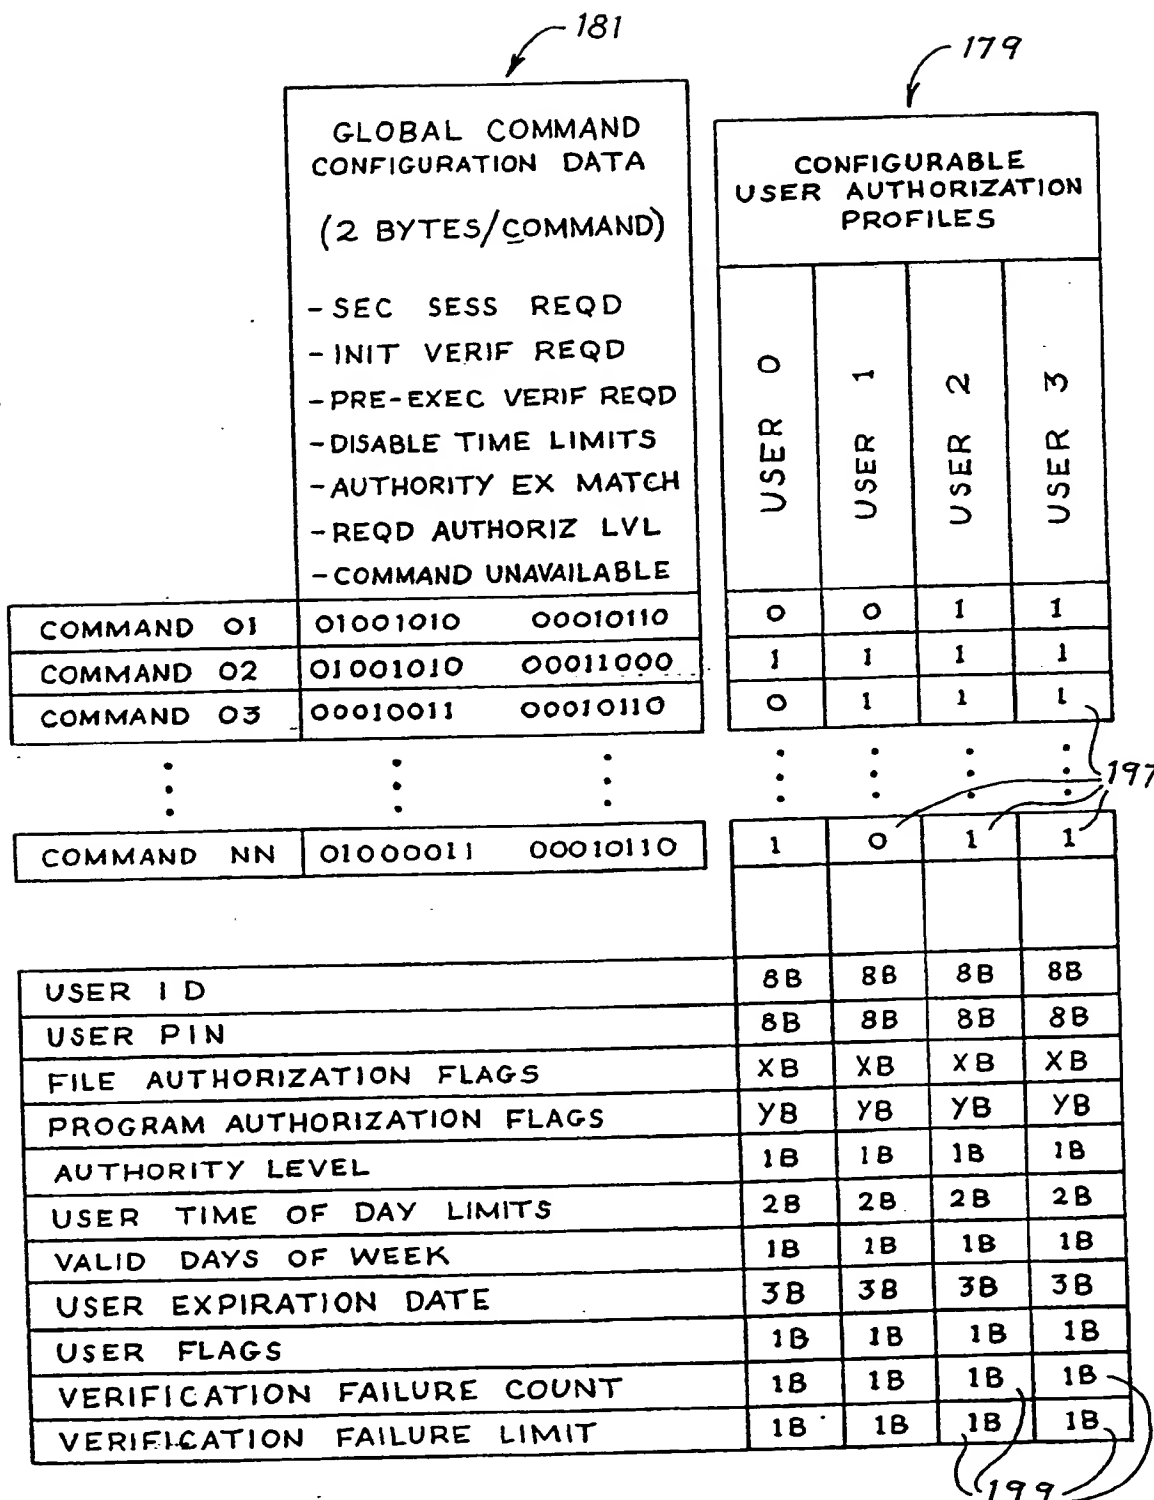 181
179
GLOBAL COMMAND
CONFIGURATION DATA
(2 BYTES/COMMAND)
- SEC SESS REQD
- INIT VERIF REQD
- PRE-EXEC VERIF REQD
- DISABLE TIME LIMITS
- AUTHORITY EX MATCH
- REQD AUTHORIZ LVL
- COMMAND UNAVAILABLE
CONFIGURABLE
USER AUTHORIZATION
PROFILES
USER 0
USER 1
USER 2
USER 3
COMMAND 01 01001010 00010110 0 0 1 1
COMMAND 02 01001010 00011000 1 1 1 1
COMMAND 03 00010011 00010110 0 1 1 1
197
COMMAND NN 01000011 00010110 1 0 1 1
USER ID 8B 8B 8B 8B
USER PIN 8B 8B 8B 8B
FILE AUTHORIZATION FLAGS XB XB XB XB
PROGRAM AUTHORIZATION FLAGS YB YB YB YB
AUTHORITY LEVEL 1B 1B 1B 1B
USER TIME OF DAY LIMITS 2B 2B 2B 2B
VALID DAYS OF WEEK 1B 1B 1B 1B
USER EXPIRATION DATE 3B 3B 3B 3B
USER FLAGS 1B 1B 1B 1B
VERIFICATION FAILURE COUNT 1B 1B 1B 1B
VERIFICATION FAILURE LIMIT 1B 1B 1B 1B
199